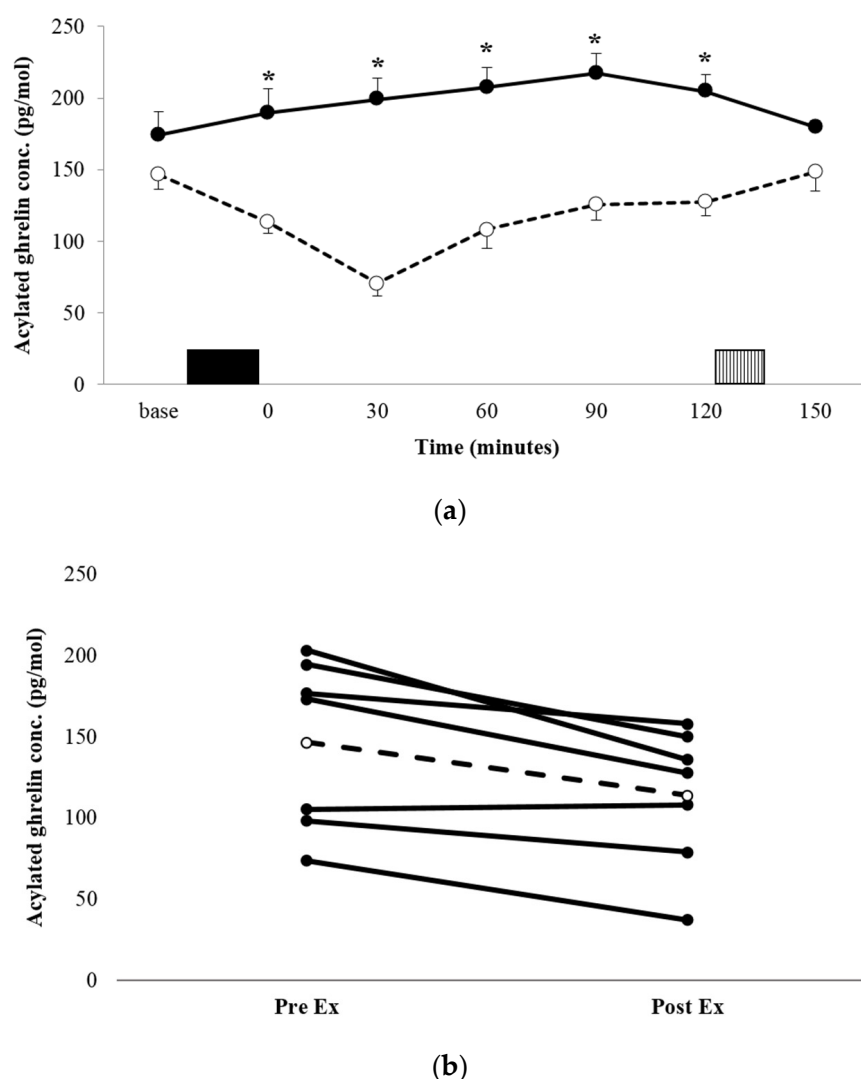 250
200
150
100
50
0
Acylated ghrelin conc. (pg/mol)
* * * * *
base 0 30 60 90 120 150
Time (minutes)
(a)
250
200
150
100
50
0
Acylated ghrelin conc. (pg/mol)
Pre Ex Post Ex
(b)